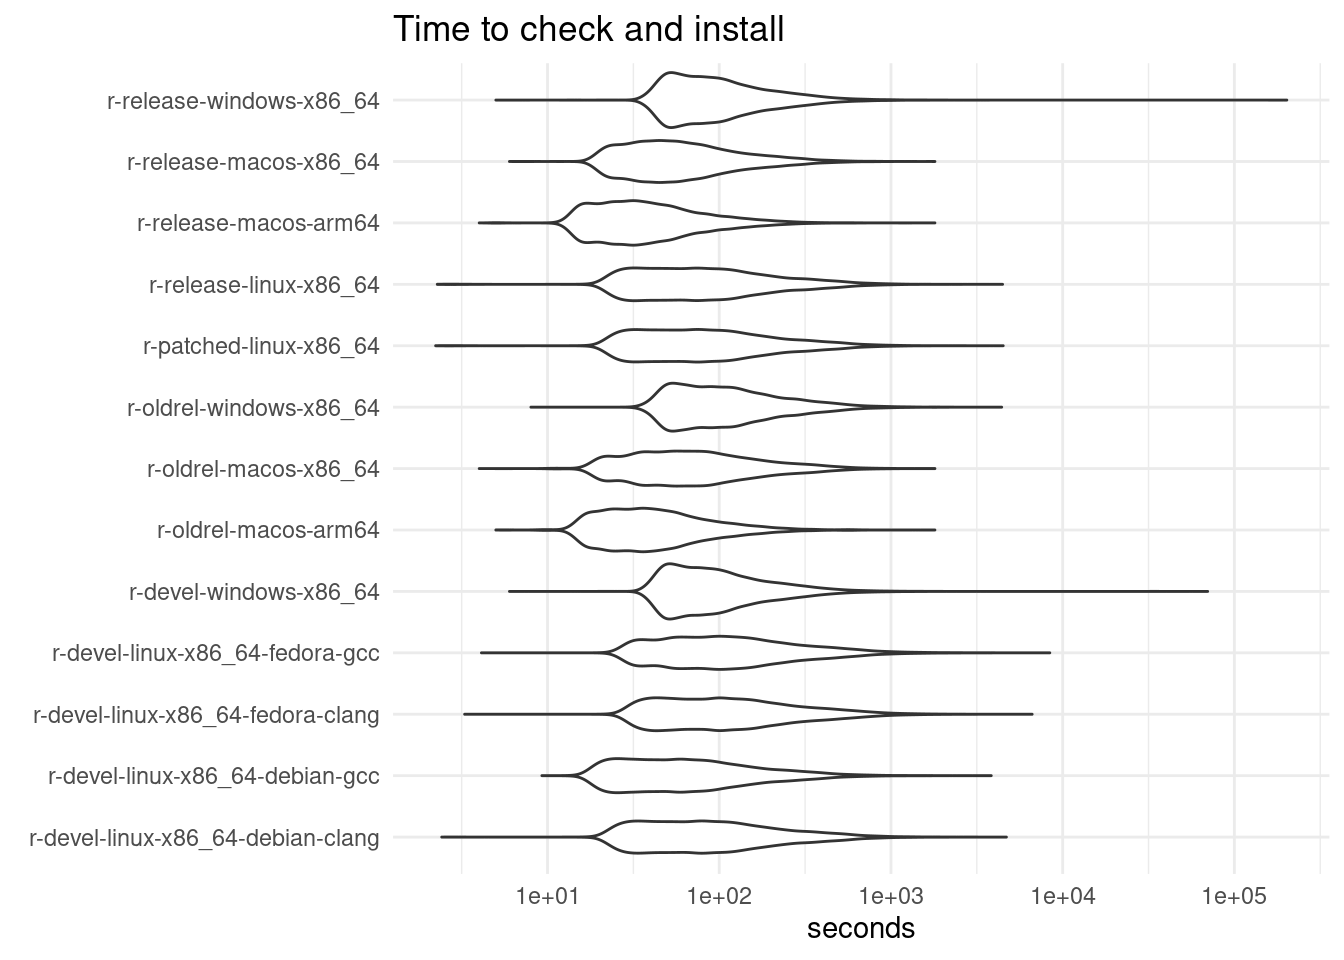 Time to check and install
r-release-windows-x86_64
r-release-macos-x86_64
r-release-macos-arm64
r-release-linux-x86_64
r-patched-linux-x86_64
r-oldrel-windows-x86_64
r-oldrel-macos-x86_64
r-oldrel-macos-arm64
r-devel-windows-x86_64
r-devel-linux-x86_64-fedora-gcc
r-devel-linux-x86_64-fedora-clang
r-devel-linux-x86_64-debian-gcc
r-devel-linux-x86_64-debian-clang
1e+01 1e+02 1e+03 1e+04 1e+05
seconds